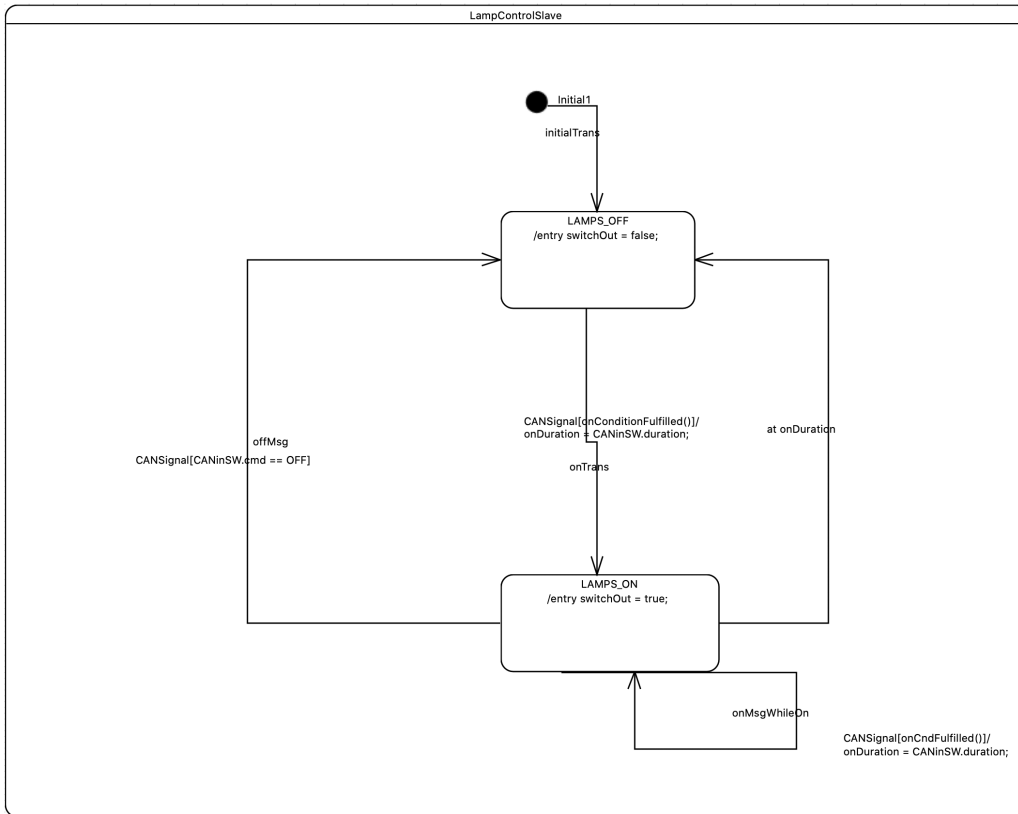 LampControlSlave
Initial1
initialTrans
LAMPS_OFF
/entry switchOut = false;
CANSignal[onConditionFulfilled()]/
onDuration = CANinSW.duration;
at onDuration
offMsg
CANSignal[CANinSW.cmd == OFF]
onTrans
LAMPS_ON
/entry switchOut = true;
onMsgWhileOn
CANSignal[onCndFulfilled()]/
onDuration = CANinSW.duration;